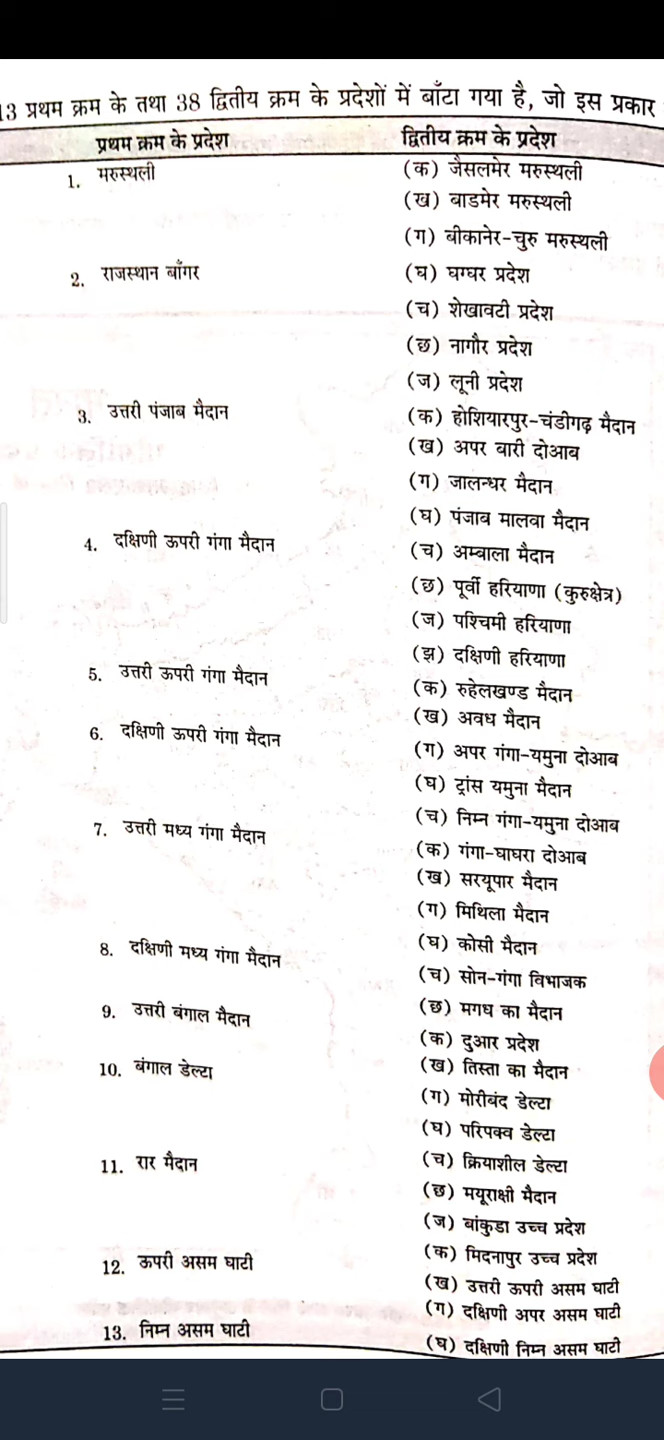 13 प्रथम क्रम के तथा 38 द्वितीय क्रम के प्रदेशों में बाँटा गया है, जो इस प्रकार
प्रथम क्रम के प्रदेश द्वितीय क्रम के प्रदेश
1. मरुस्थली (क) जैसलमेर मरुस्थली
(ख) बाडमेर मरुस्थली
(ग) बीकानेर-चुरु मरुस्थली
2. राजस्थान बाँगर (घ) घग्घर प्रदेश
(च) शेखावटी प्रदेश
(छ) नागौर प्रदेश
(ज) लूनी प्रदेश
3. उत्तरी पंजाब मैदान (क) होशियारपुर-चंडीगढ़ मैदान
(ख) अपर वारी दोआब
(ग) जालन्धर मैदान
(घ) पंजाब मालवा मैदान
4. दक्षिणी ऊपरी गंगा मैदान (च) अम्बाला मैदान
(छ) पूर्वी हरियाणा (कुरुक्षेत्र)
(ज) पश्चिमी हरियाणा
(झ) दक्षिणी हरियाणा
5. उत्तरी ऊपरी गंगा मैदान (क) रुहेलखण्ड मैदान
(ख) अवध मैदान
6. दक्षिणी ऊपरी गंगा मैदान (ग) अपर गंगा-यमुना दोआब
(घ) ट्रांस यमुना मैदान
(च) निम्न गंगा-यमुना दोआब
7. उत्तरी मध्य गंगा मैदान (क) गंगा-घाघरा दोआब
(ख) सरयूपार मैदान
(ग) मिथिला मैदान
8. दक्षिणी मध्य गंगा मैदान (घ) कोसी मैदान
(च) सोन-गंगा विभाजक
9. उत्तरी बंगाल मैदान (छ) मगध का मैदान
(क) दुआर प्रदेश
10. बंगाल डेल्टा (ख) तिस्ता का मैदान
(ग) मोरीबंद डेल्टा
(घ) परिपक्व डेल्टा
11. रार मैदान (च) क्रियाशील डेल्टा
(छ) मयूराक्षी मैदान
(ज) बांकुडा उच्च प्रदेश
12. ऊपरी असम घाटी (क) मिदनापुर उच्च प्रदेश
(ख) उत्तरी ऊपरी असम घाटी
(ग) दक्षिणी अपर असम घाटी
13. निम्न असम घाटी (घ) दक्षिणी निम्न असम घाटी